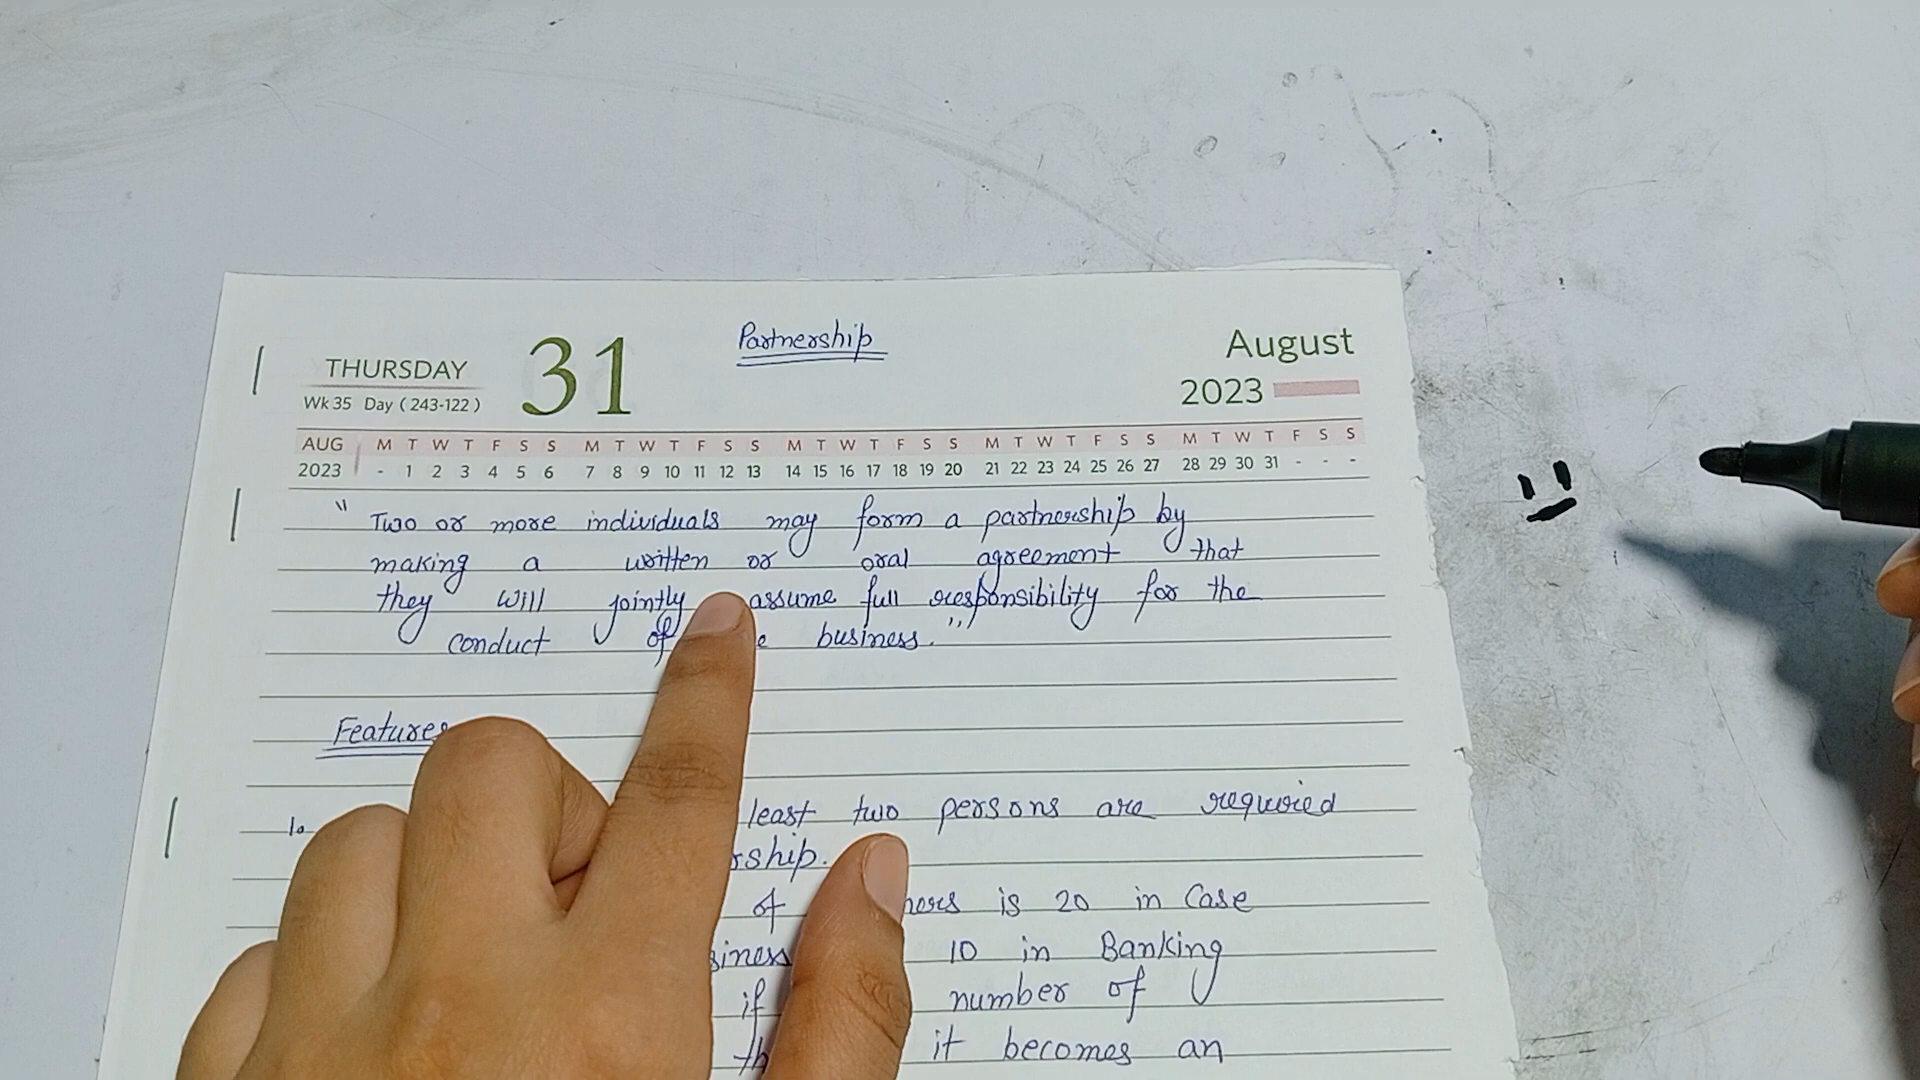 Partnership
THURSDAY
31
August
2023
Wk 35 Day ( 243-122 )
AUG M T W T F S S M T W T F S S M T W T F S S M T W T F S S M T W T F S S
2023 - 1 2 3 4 5 6 7 8 9 10 11 12 13 14 15 16 17 18 19 20 21 22 23 24 25 26 27 28 29 30 31 - - -
" Two or more individuals may form a partnership by
making a written or oral agreement that
they will jointly assume full responsibility for the
conduct of business."
Features
1. least two persons are required
of is 20 in Case
10 in Banking
if number of
it becomes an